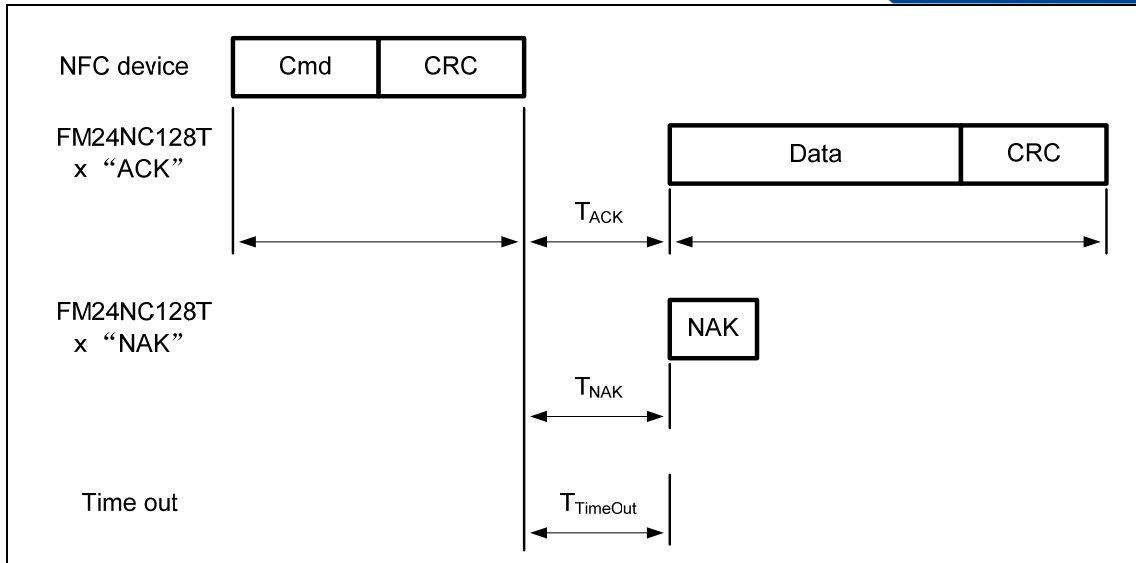 NFC device
Cmd
CRC
FM24NC128T
x “ACK”
Data
CRC
TACK
FM24NC128T
x “NAK”
NAK
TNAK
Time out
TTimeOut